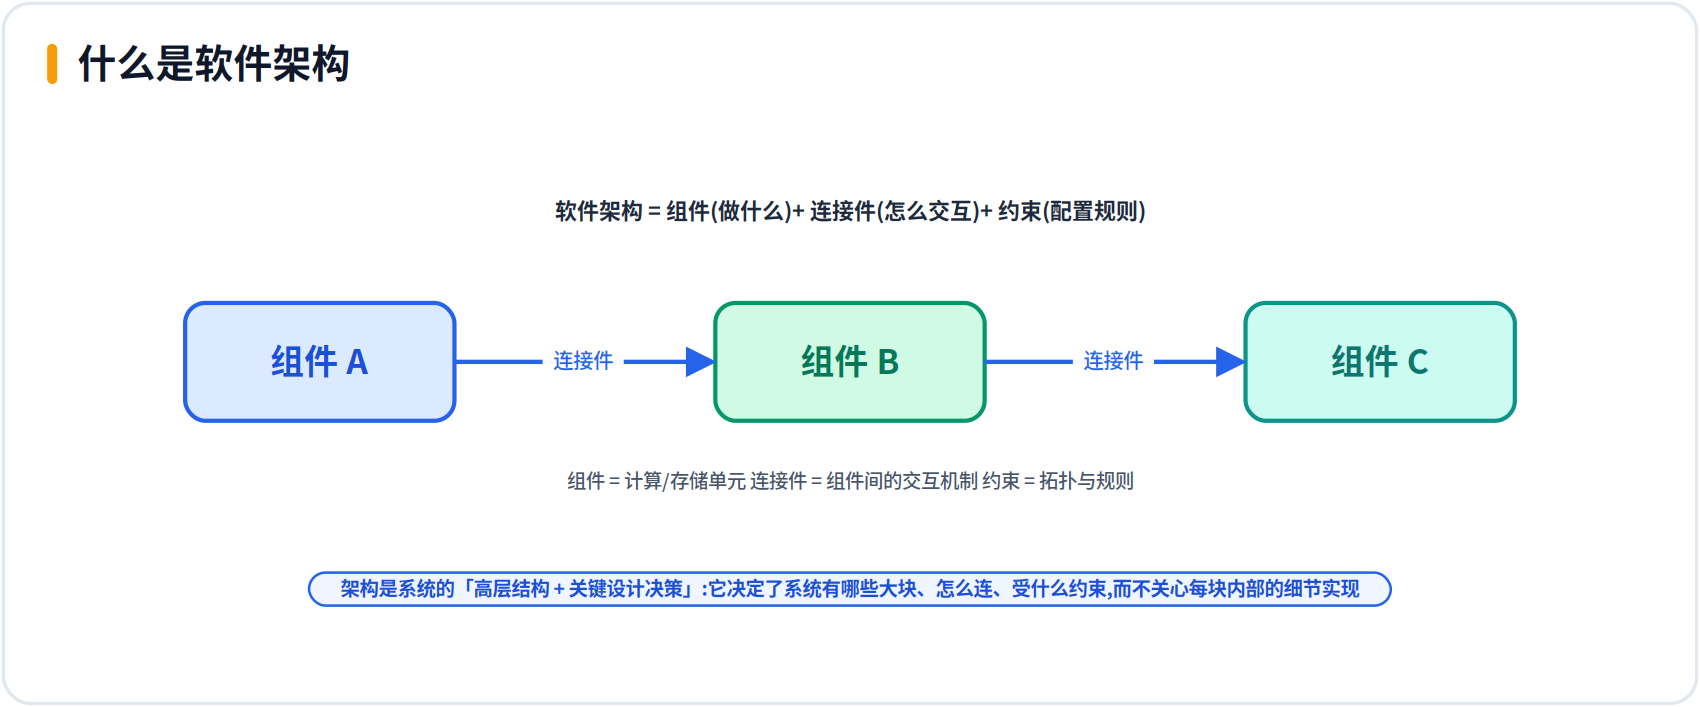 什么是软件架构
软件架构 = 组件(做什么)+ 连接件(怎么交互)+ 约束(配置规则)
组件 A
连接件
组件 B
连接件
组件 C
组件 = 计算/存储单元 连接件 = 组件间的交互机制 约束 = 拓扑与规则
架构是系统的「高层结构 + 关键设计决策」:它决定了系统有哪些大块、怎么连、受什么约束,而不关心每块内部的细节实现